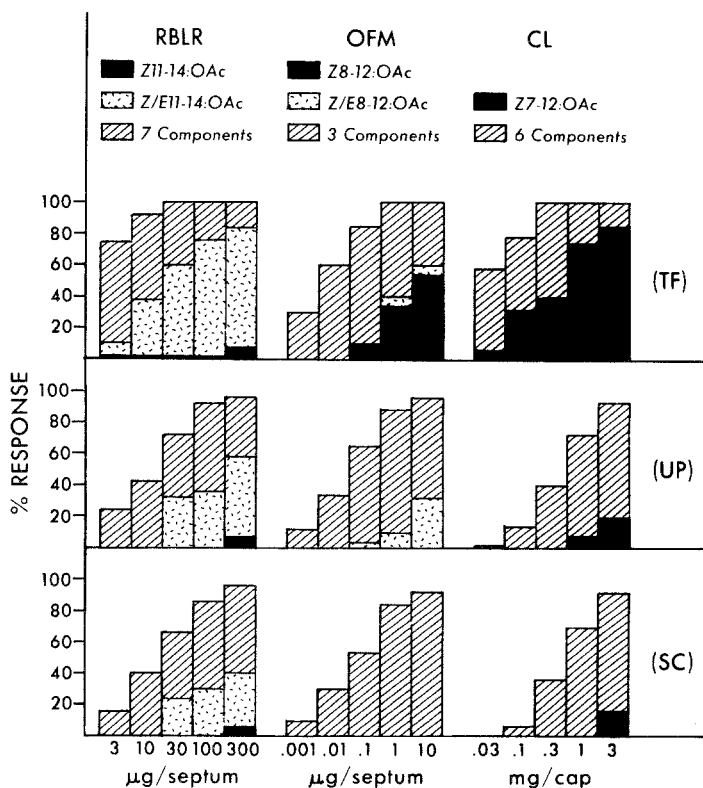 RBLR OFM CL
Z11-14:OAc Z8-12:OAc
Z/E11-14:OAc Z/E8-12:OAc Z7-12:OAc
7 Components 3 Components 6 Components
100
80
60
40
20
(TF)
100
80
60
40
20
(UP)
100
80
60
40
20
(SC)
% RESPONSE
3 10 30 100 300 .001 .01 .1 1 10 .03 .1 .3 1 3
µg/septum µg/septum mg/cap